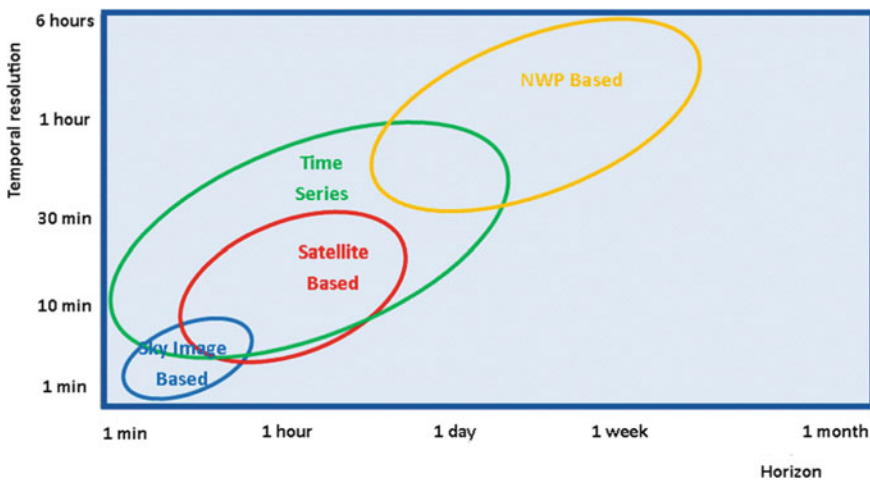 6 hours
NWP Based
1 hour
Temporal resolution
Time
Series
30 min
Satellite
Based
10 min
Sky Image
Based
1 min
1 min 1 hour 1 day 1 week 1 month
Horizon